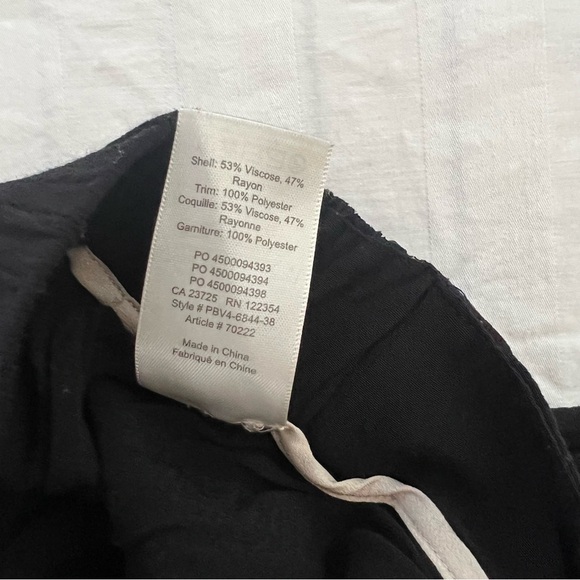 Shell: 53% Viscose, 47%
Rayon
Trim: 100% Polyester
Coquille: 53% Viscose, 47%
Rayonne
Garniture: 100% Polyester
PO 4500094393
PO 4500094394
PO 4500094398
CA 23725 RN 122354
Style # PBV4-6844-38
Article # 70222
Made in China
Fabriqué en Chine